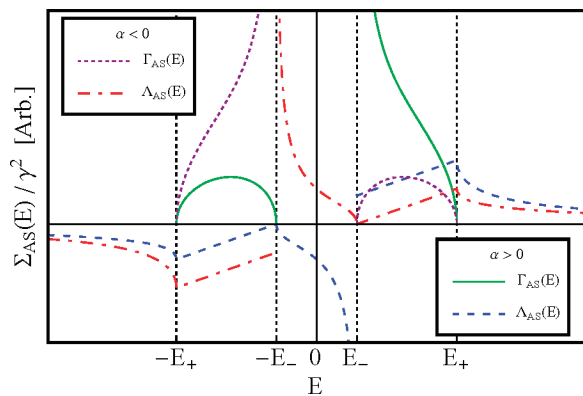 α < 0
Γ_AS(E)
Λ_AS(E)
Σ_AS(E) / γ² [Arb.]
α > 0
Γ_AS(E)
Λ_AS(E)
−E₊ −E₋ 0 E₋ E₊
E